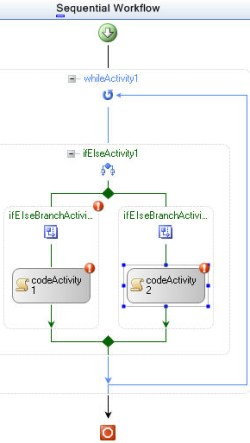 Sequential Workflow
whileActivity1
ifElseActivity1
ifElseBranchActivi...
ifElseBranchActivi...
codeActivity
1
codeActivity
2